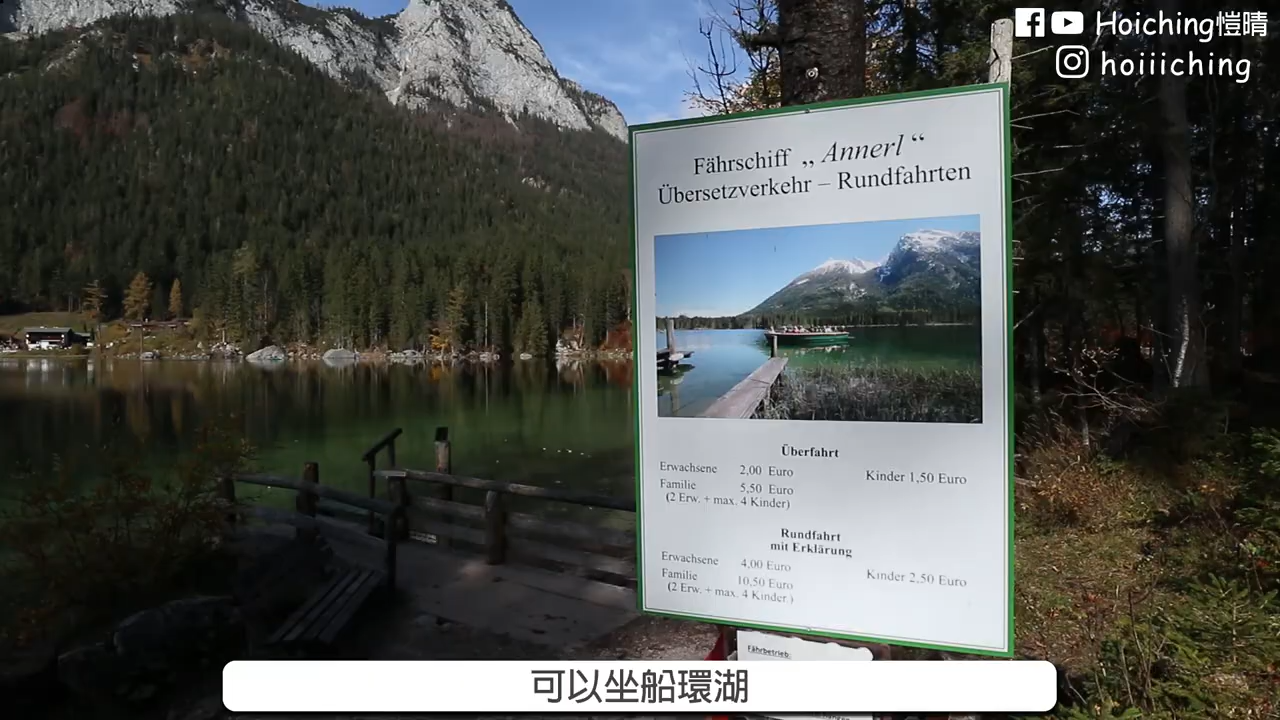 Hoiching愷晴
hoiiiching
Fährschiff „ Annerl “
Übersetzverkehr – Rundfahrten
Überfahrt
Erwachsene 2,00 Euro Kinder 1,50 Euro
Familie 5,50 Euro
(2 Erw. + max. 4 Kinder)
Rundfahrt
mit Erklärung
Erwachsene 4,00 Euro Kinder 2,50 Euro
Familie 10,50 Euro
(2 Erw. + max. 4 Kinder.)
Fährbetrieb:
可以坐船環湖